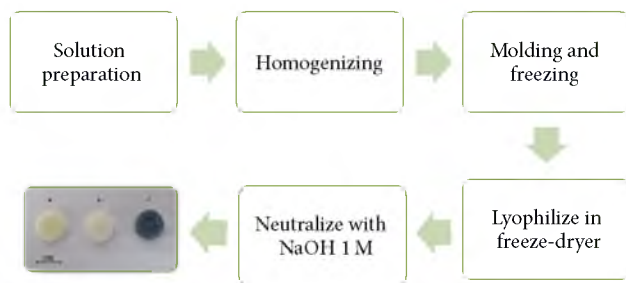 Solution
preparation
Homogenizing
Molding and
freezing
Lyophilize in
freeze-dryer
Neutralize with
NaOH 1 M